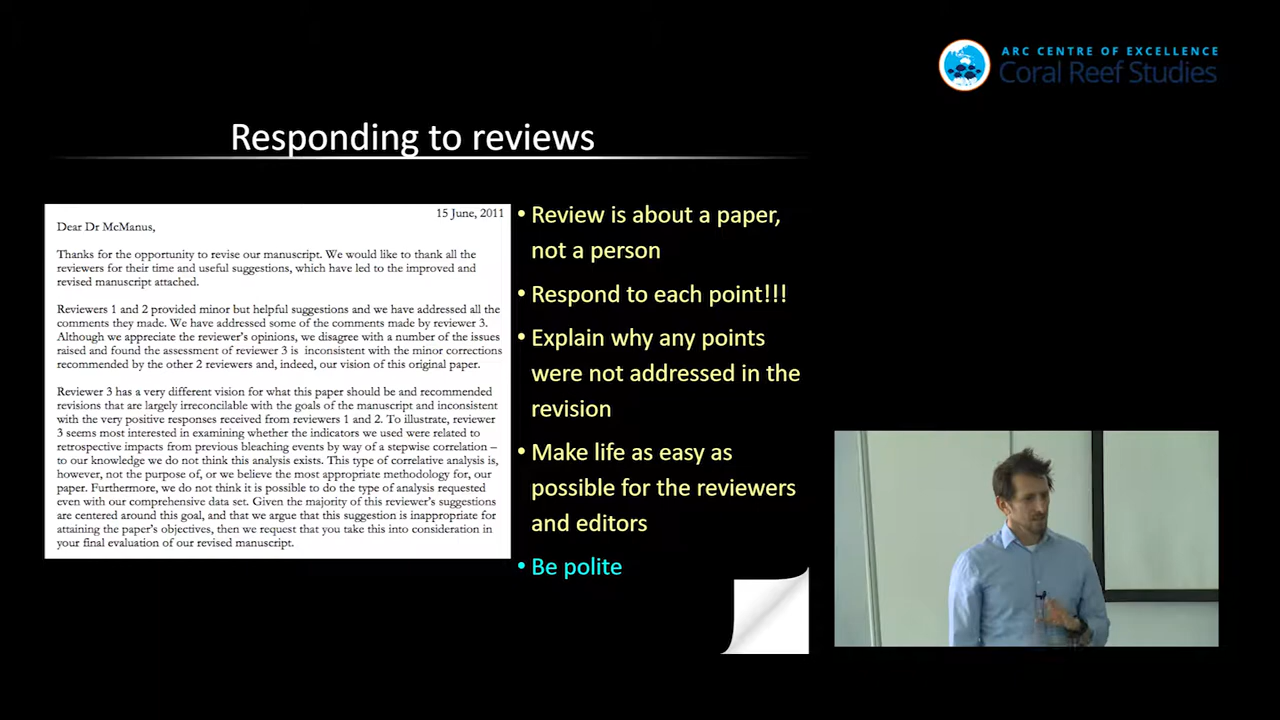 ARC CENTRE OF EXCELLENCE
Coral Reef Studies
Responding to reviews
15 June, 2011
Dear Dr McManus,
Thanks for the opportunity to revise our manuscript. We would like to thank all the
reviewers for their time and useful suggestions, which have led to the improved and
revised manuscript attached.
Reviewers 1 and 2 provided minor but helpful suggestions and we have addressed all the
comments they made. We have addressed some of the comments made by reviewer 3.
Although we appreciate the reviewer's opinions, we disagree with a number of the issues
raised and found the assessment of reviewer 3 is inconsistent with the minor corrections
recommended by the other 2 reviewers and, indeed, our vision of this original paper.
Reviewer 3 has a very different vision for what this paper should be and recommended
revisions that are largely irreconcilable with the goals of the manuscript and inconsistent
with the very positive responses received from reviewers 1 and 2. To illustrate, reviewer
3 seems most interested in examining whether the indicators we used were related to
retrospective impacts from previous bleaching events by way of a stepwise correlation –
to our knowledge we do not think this analysis exists. This type of correlative analysis is,
however, not the purpose of, or we believe the most appropriate methodology for, our
paper. Furthermore, we do not think it is possible to do the type of analysis requested
even with our comprehensive data set. Given the majority of this reviewer's suggestions
are centered around this goal, and that we argue that this suggestion is inappropriate for
attaining the paper's objectives, then we request that you take this into consideration in
your final evaluation of our revised manuscript.
• Review is about a paper,
not a person
• Respond to each point!!!
• Explain why any points
were not addressed in the
revision
• Make life as easy as
possible for the reviewers
and editors
• Be polite